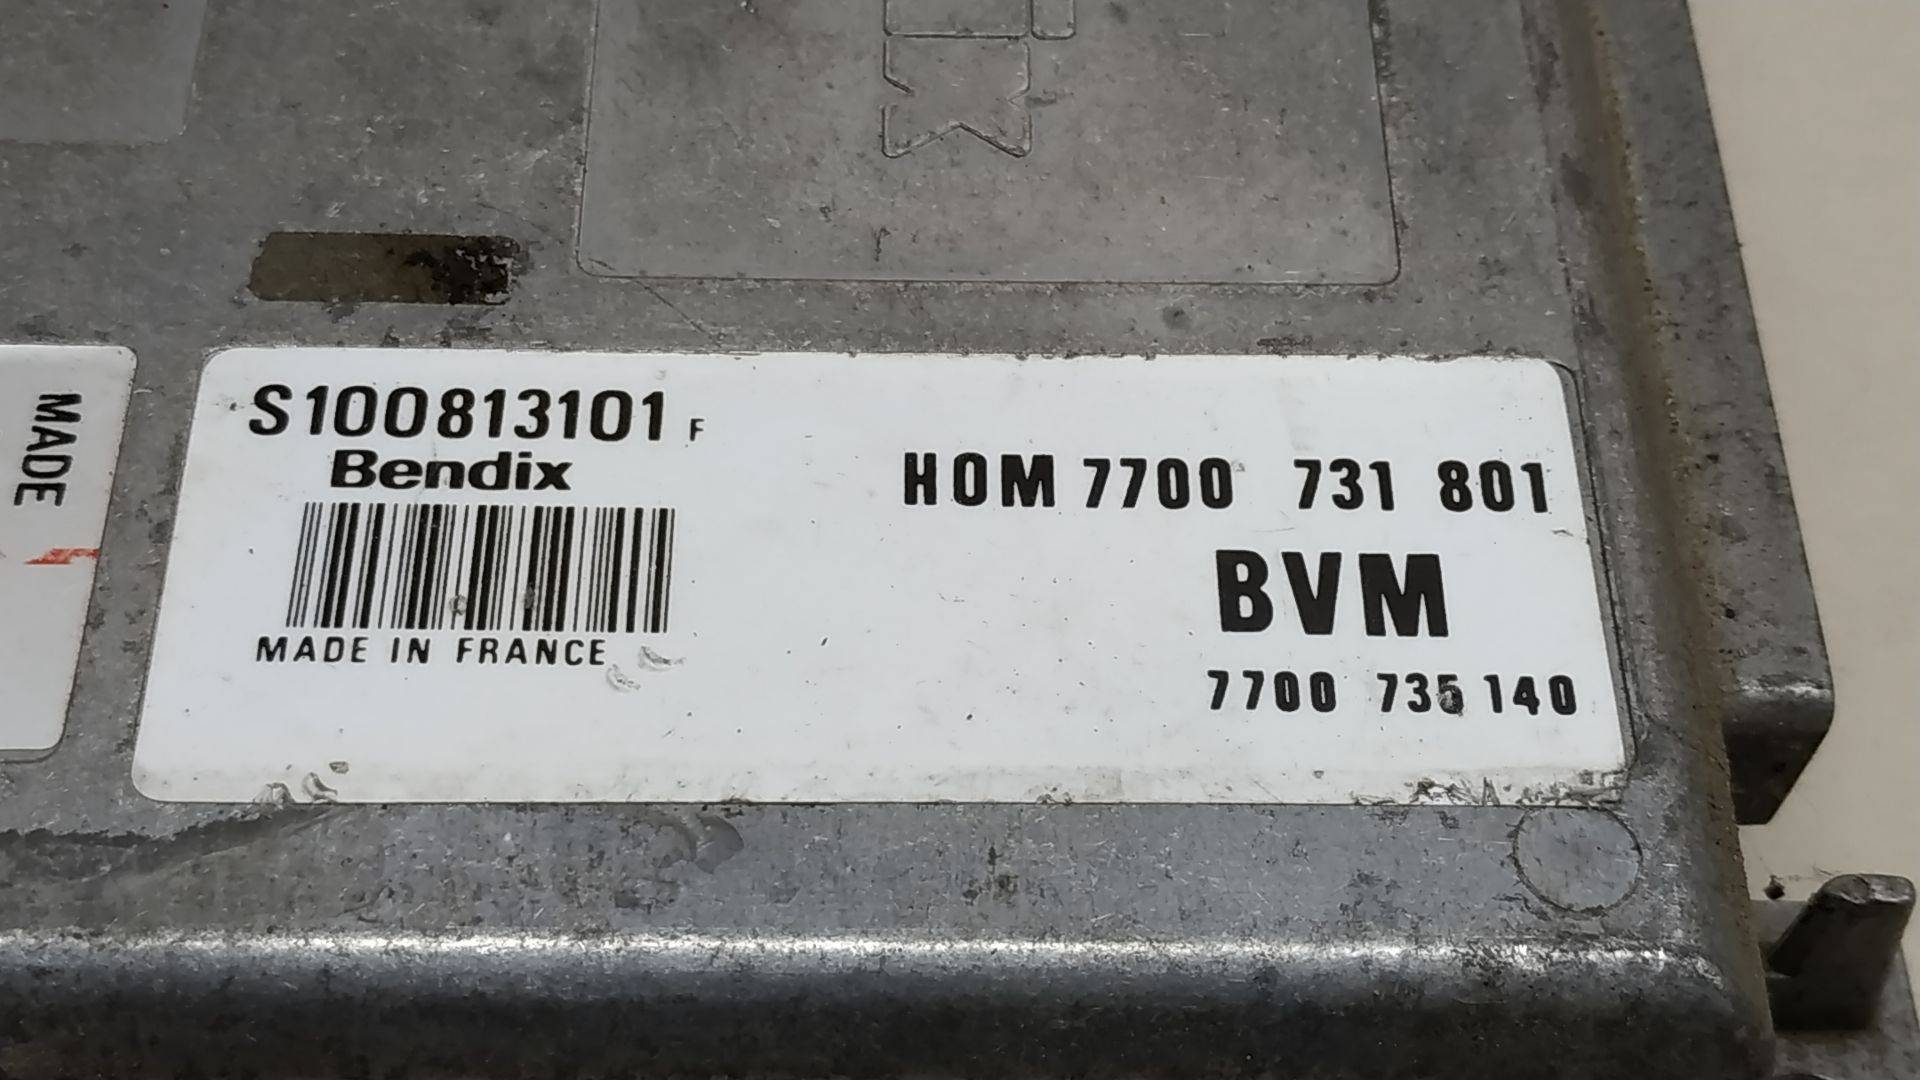 MADE
S100813101 F
Bendix
MADE IN FRANCE
HOM 7700 731 801
BVM
7700 735 140